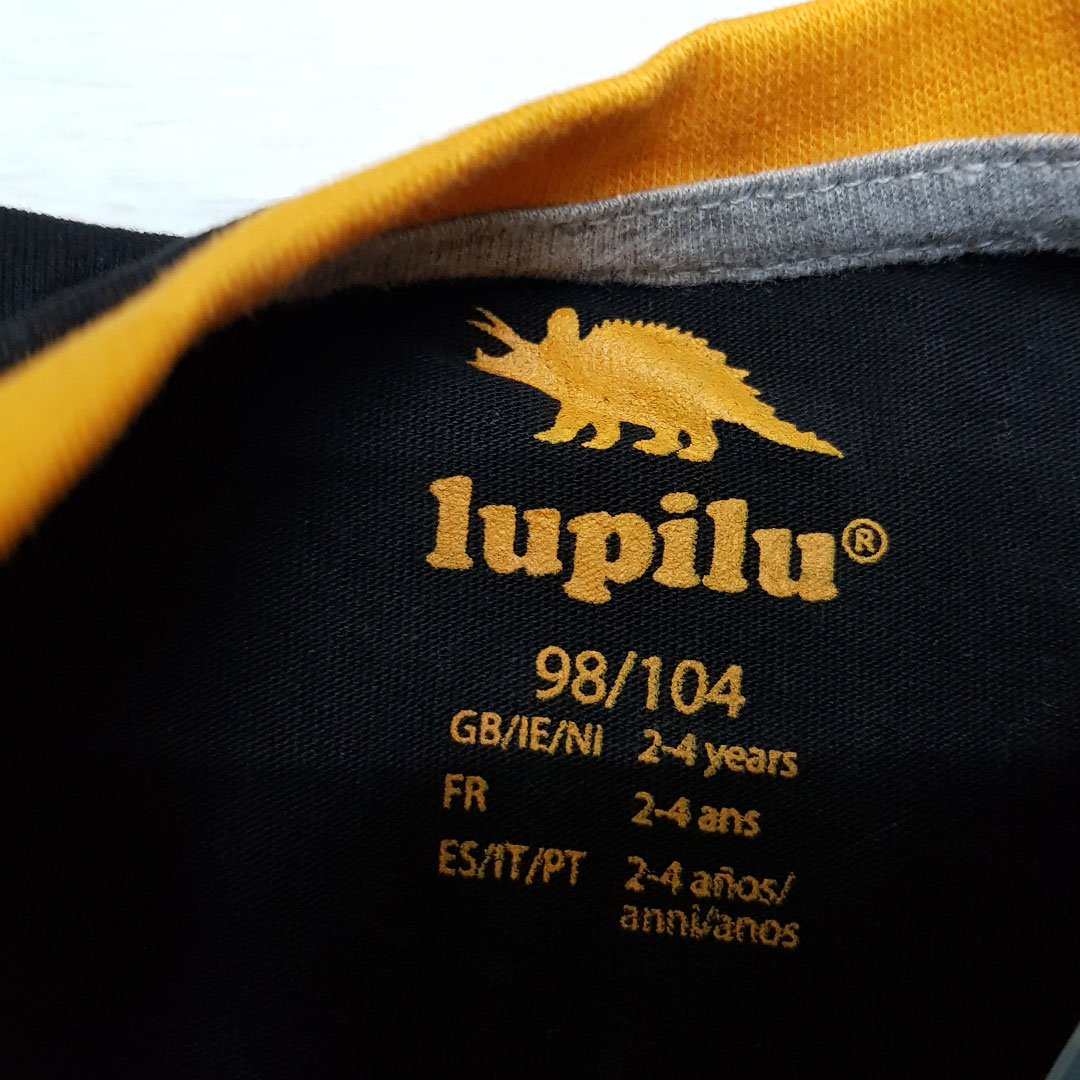 lupilu®
98/104
GB/IE/NI 2-4 years
FR 2-4 ans
ES/IT/PT 2-4 años/
anni/anos